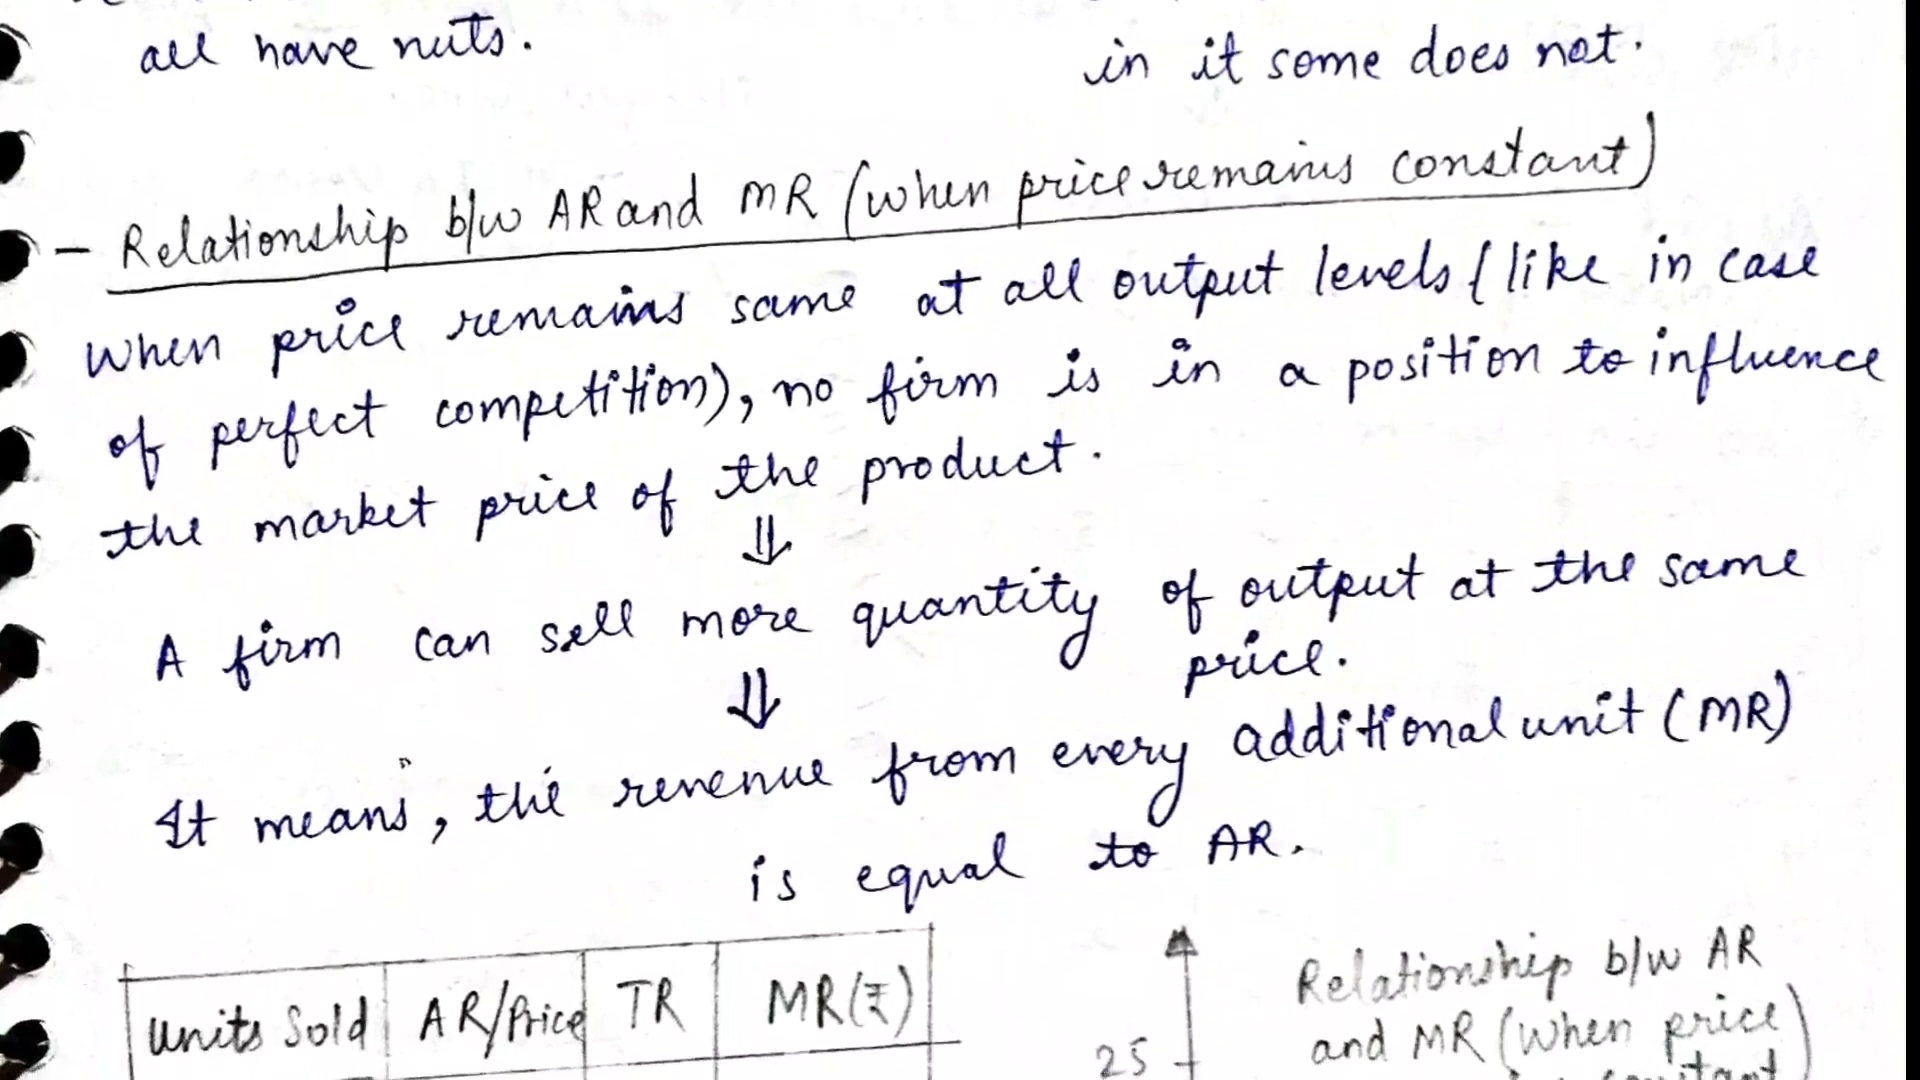 all have nuts.
in it some does not.
- Relationship b/w AR and MR (when price remains constant)
When price remains same at all output levels (like in case
of perfect competition), no firm is in a position to influence
the market price of the product.
⇓
A firm can sell more quantity of output at the same
price.
⇓
It means, the revenue from every additional unit (MR)
is equal to AR.
Units Sold AR/Price TR MR(₹)
Relationship b/w AR
and MR (when price
25
constant